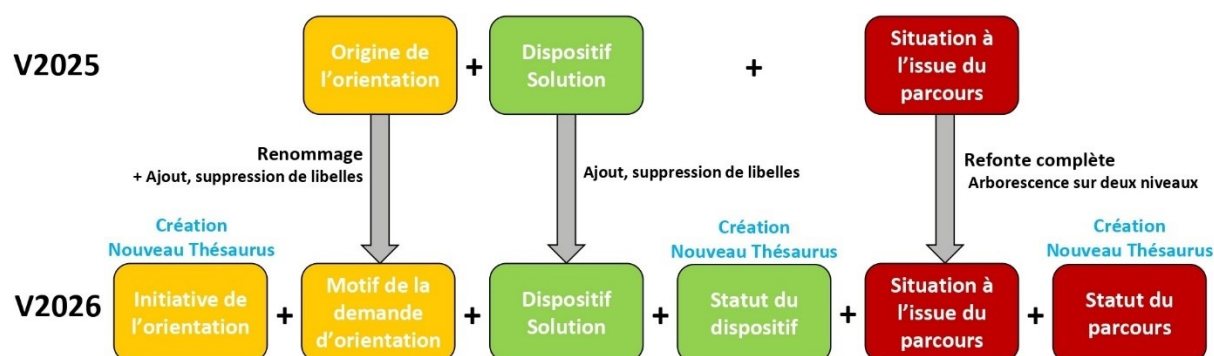 V2025
Origine de
l'orientation
+
Dispositif
Solution
+
Situation à
l'issue du
parcours
Renommage
+ Ajout, suppression de libelles
Ajout, suppression de libelles
Refonte complète
Arborescence sur deux niveaux
Création
Nouveau Thésaurus
Création
Nouveau Thésaurus
Création
Nouveau Thésaurus
V2026
Initiative de
l'orientation
+
Motif de la
demande
d'orientation
+
Dispositif
Solution
+
Statut du
dispositif
+
Situation à
l'issue du
parcours
+
Statut du
parcours